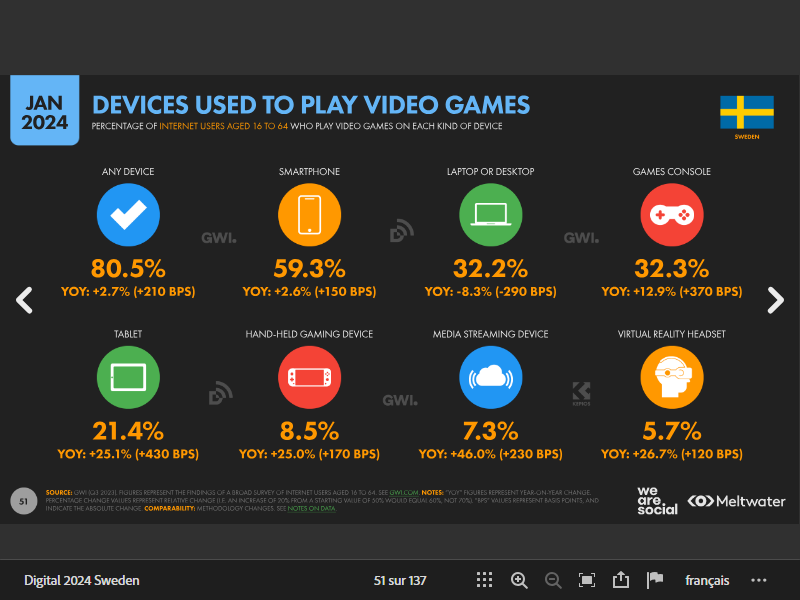 JAN
2024
DEVICES USED TO PLAY VIDEO GAMES
PERCENTAGE OF INTERNET USERS AGED 16 TO 64 WHO PLAY VIDEO GAMES ON EACH KIND OF DEVICE
SWEDEN
ANY DEVICE
SMARTPHONE
LAPTOP OR DESKTOP
GAMES CONSOLE
GWI.
GWI.
80.5%
59.3%
32.2%
32.3%
YOY: +2.7% (+210 BPS)
YOY: +2.6% (+150 BPS)
YOY: -8.3% (-290 BPS)
YOY: +12.9% (+370 BPS)
TABLET
HAND-HELD GAMING DEVICE
MEDIA STREAMING DEVICE
VIRTUAL REALITY HEADSET
GWI.
KEPIOS
21.4%
8.5%
7.3%
5.7%
YOY: +25.1% (+430 BPS)
YOY: +25.0% (+170 BPS)
YOY: +46.0% (+230 BPS)
YOY: +26.7% (+120 BPS)
51
SOURCE: GWI (Q3 2023). FIGURES REPRESENT THE FINDINGS OF A BROAD SURVEY OF INTERNET USERS AGED 16 TO 64. SEE GWI.COM. NOTES: "YOY" FIGURES REPRESENT YEAR-ON-YEAR CHANGE.
PERCENTAGE CHANGE VALUES REPRESENT RELATIVE CHANGE (I.E. AN INCREASE OF 20% FROM A STARTING VALUE OF 50% WOULD EQUAL 60%, NOT 70%). "BPS" VALUES REPRESENT BASIS POINTS, AND
INDICATE THE ABSOLUTE CHANGE. COMPARABILITY: METHODOLOGY CHANGES. SEE NOTES ON DATA.
we
are.
social
Meltwater
Digital 2024 Sweden
51 sur 137
français